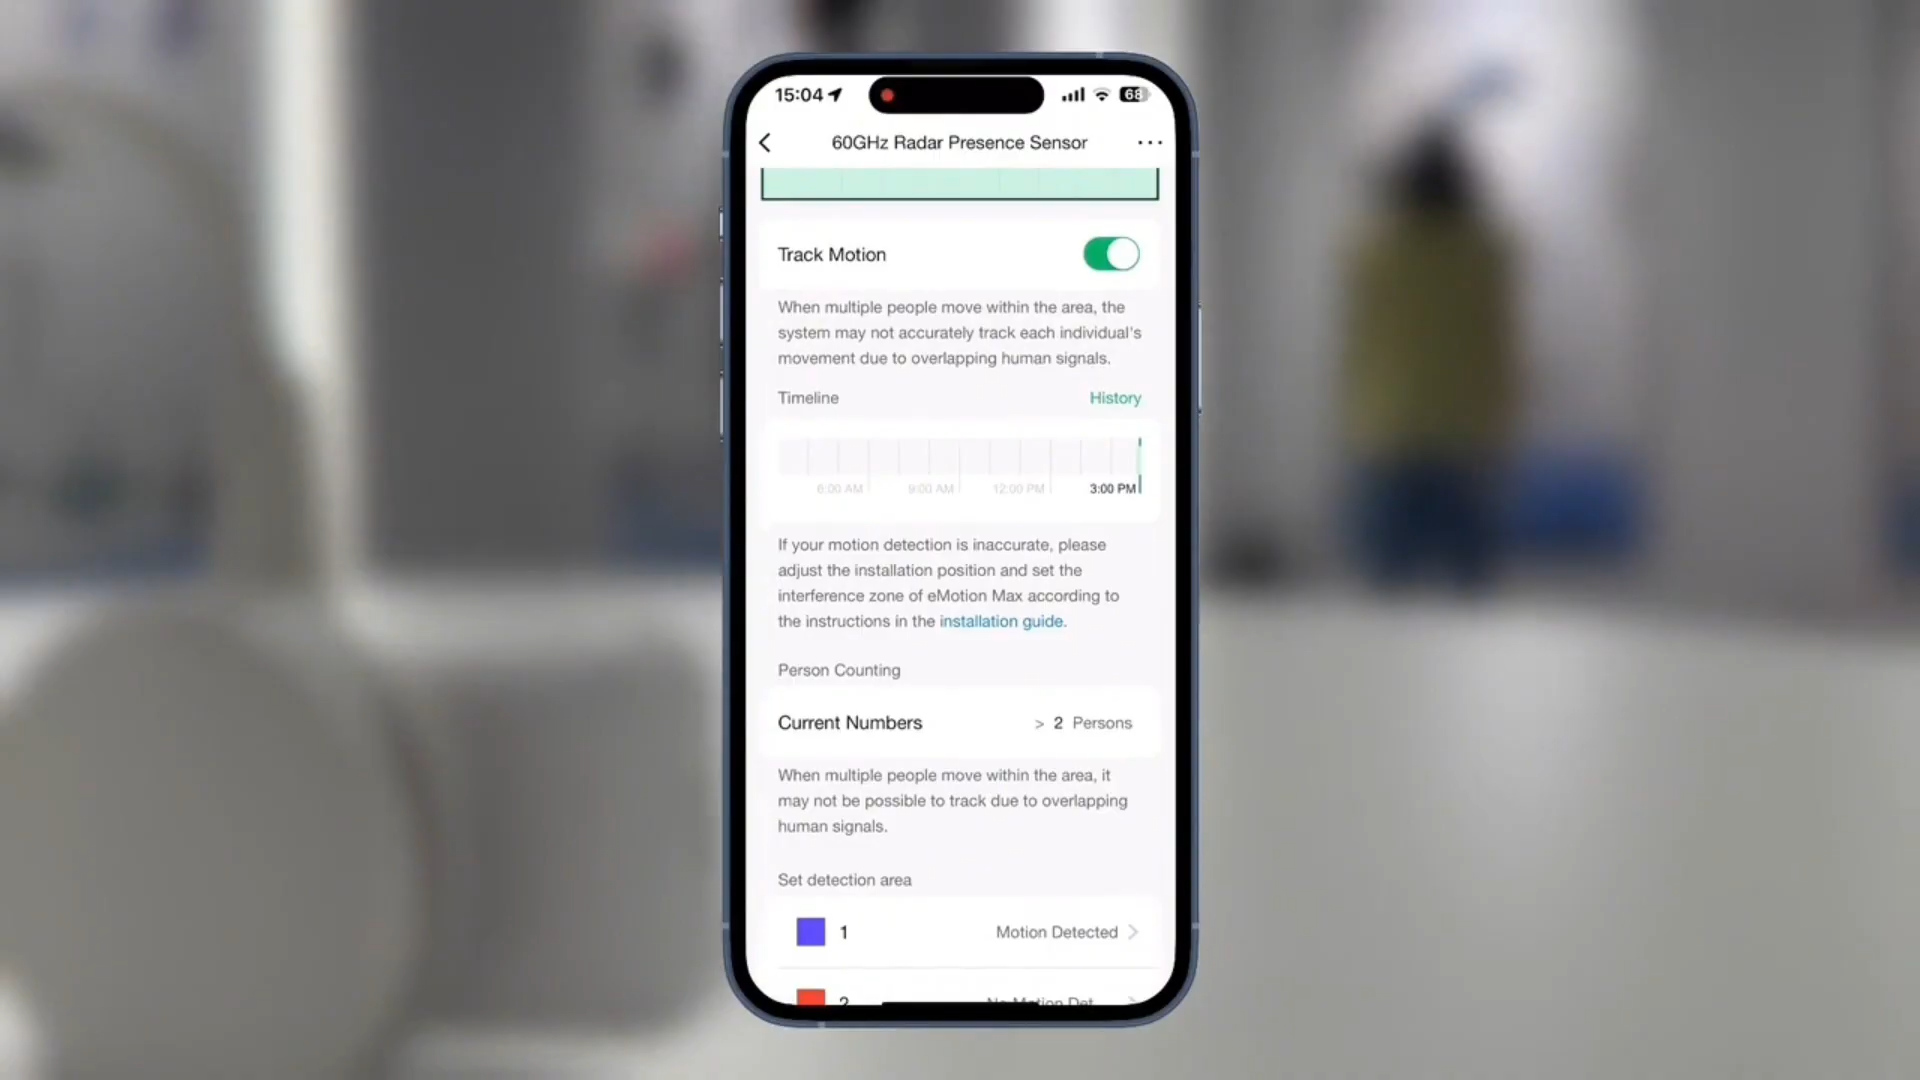 15:04
68
60GHz Radar Presence Sensor
Track Motion
When multiple people move within the area, the
system may not accurately track each individual's
movement due to overlapping human signals.
Timeline
History
6:00 AM
9:00 AM
12:00 PM
3:00 PM
If your motion detection is inaccurate, please
adjust the installation position and set the
interference zone of eMotion Max according to
the instructions in the installation guide.
Person Counting
Current Numbers
> 2 Persons
When multiple people move within the area, it
may not be possible to track due to overlapping
human signals.
Set detection area
1
Motion Detected
2
No Motion Det